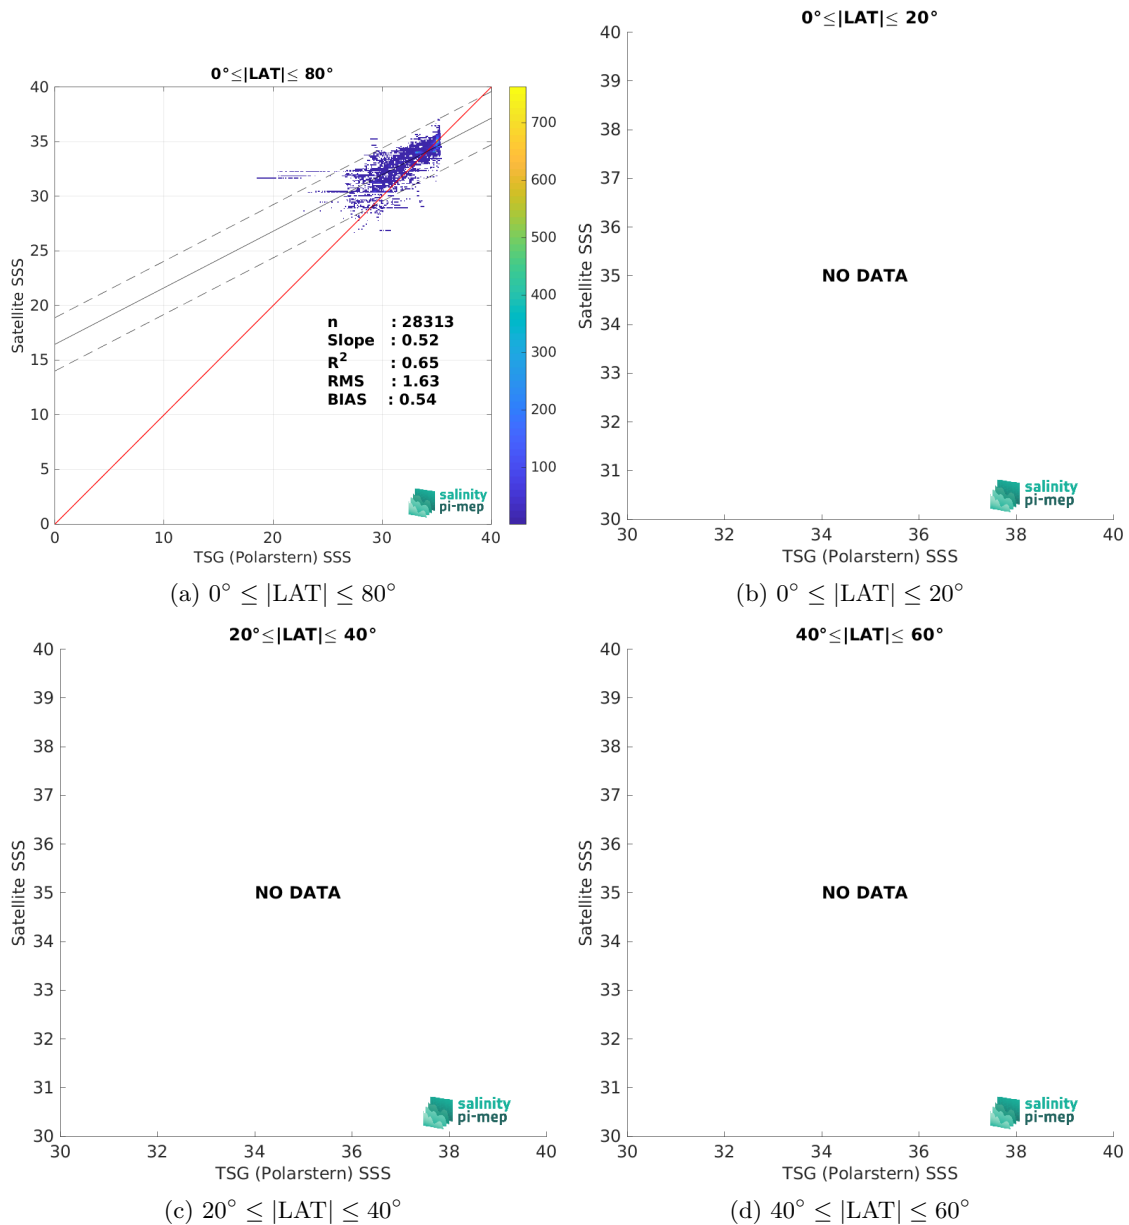 0°≤|LAT|≤ 80°
40
35
30
25
20
15
10
5
0
Satellite SSS
0 10 20 30 40
TSG (Polarstern) SSS
700
600
500
400
300
200
100
n : 28313
Slope : 0.52
R² : 0.65
RMS : 1.63
BIAS : 0.54
salinity
pi-mep
(a) 0° ≤ |LAT| ≤ 80°
0°≤|LAT|≤ 20°
40
39
38
37
36
35
34
33
32
31
30
Satellite SSS
NO DATA
30 32 34 36 38 40
TSG (Polarstern) SSS
salinity
pi-mep
(b) 0° ≤ |LAT| ≤ 20°
20°≤|LAT|≤ 40°
40
39
38
37
36
35
34
33
32
31
30
Satellite SSS
NO DATA
30 32 34 36 38 40
TSG (Polarstern) SSS
salinity
pi-mep
(c) 20° ≤ |LAT| ≤ 40°
40°≤|LAT|≤ 60°
40
39
38
37
36
35
34
33
32
31
30
Satellite SSS
NO DATA
30 32 34 36 38 40
TSG (Polarstern) SSS
salinity
pi-mep
(d) 40° ≤ |LAT| ≤ 60°